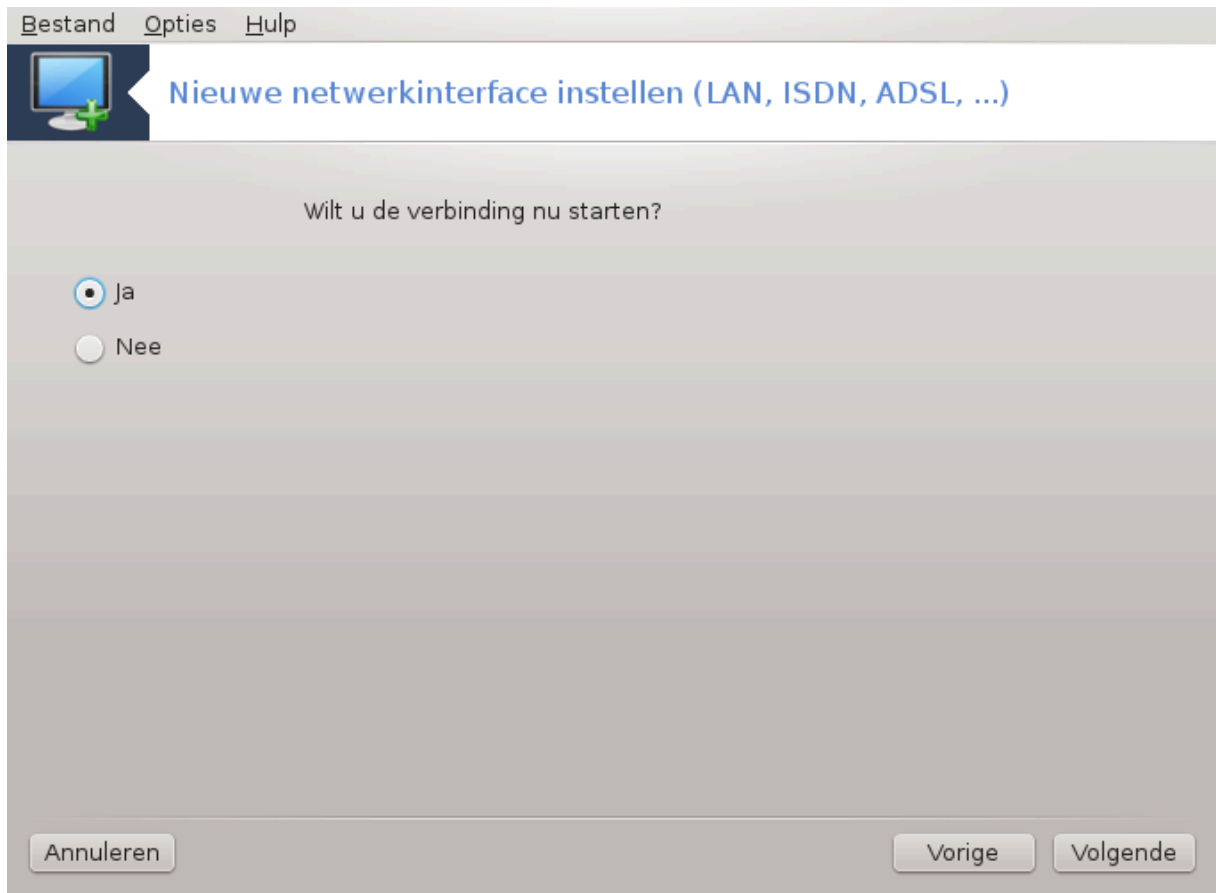 Bestand Opties Hulp
Nieuwe netwerkinterface instellen (LAN, ISDN, ADSL, ...)
Wilt u de verbinding nu starten?
Ja
Nee
Annuleren Vorige Volgende